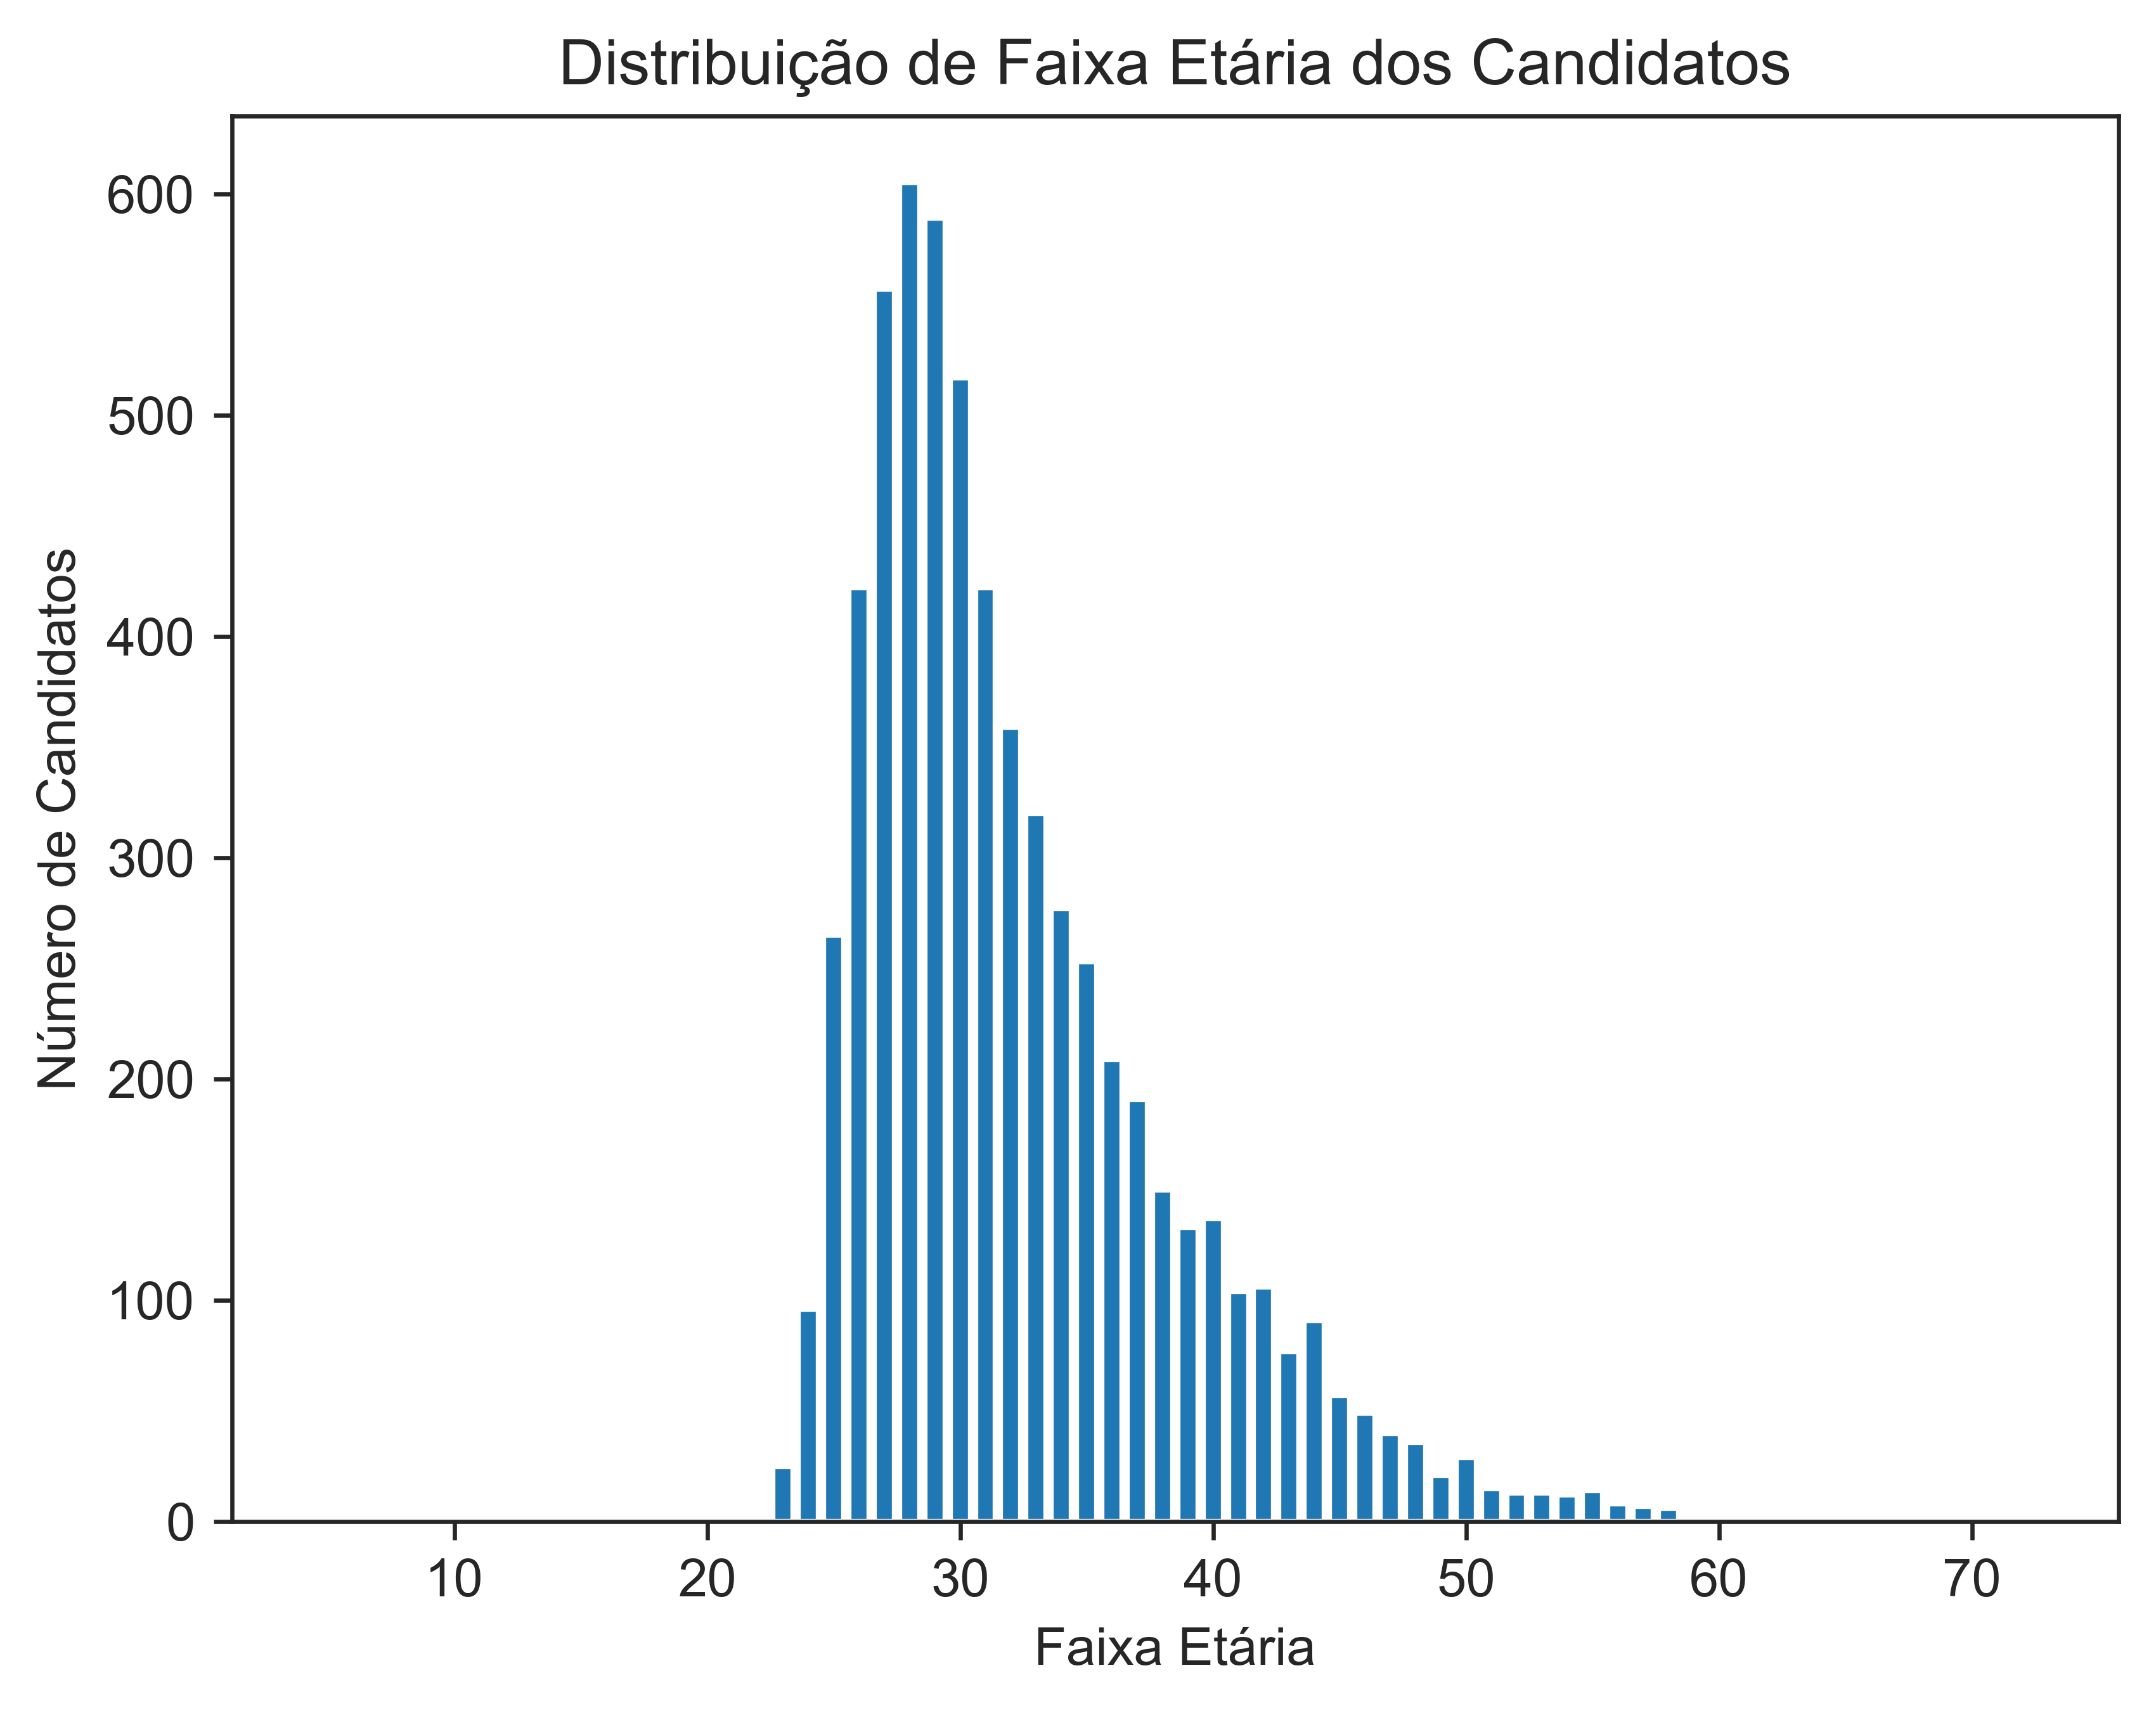 Distribuição de Faixa Etária dos Candidatos
Número de Candidatos
600
500
400
300
200
100
0
10 20 30 40 50 60 70
Faixa Etária